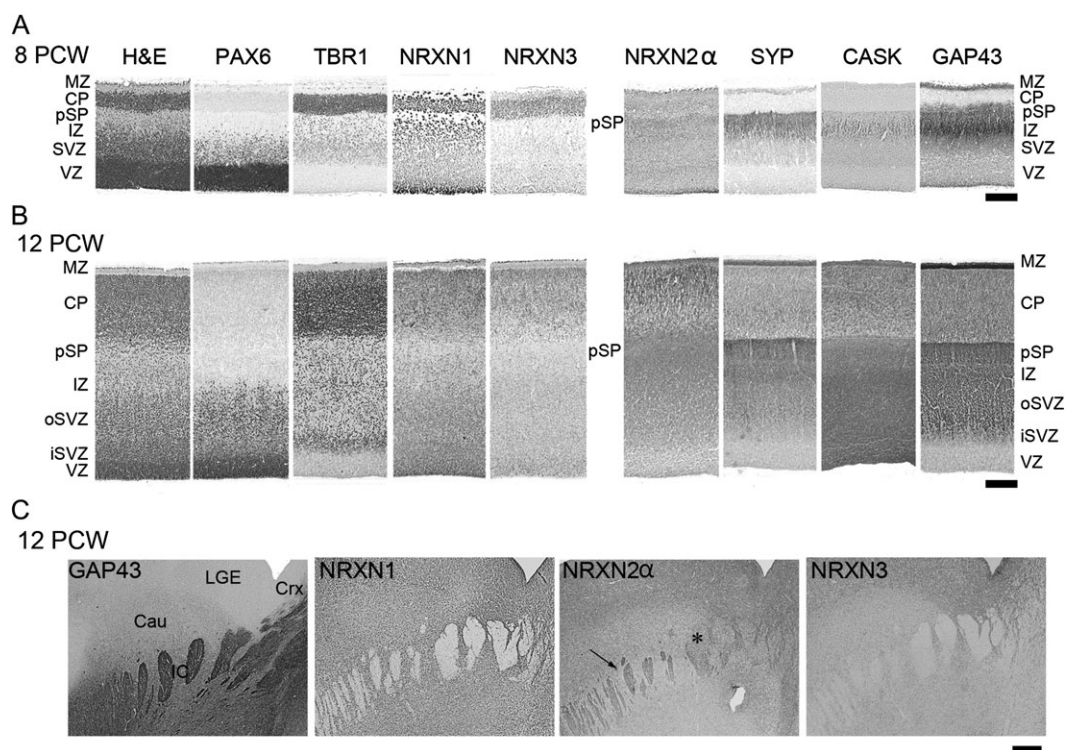 A
8 PCW
H&E PAX6 TBR1 NRXN1 NRXN3 NRXN2α SYP CASK GAP43
MZ
CP
pSP
IZ
SVZ
VZ
pSP
MZ
CP
pSP
IZ
SVZ
VZ
B
12 PCW
MZ
CP
pSP
IZ
oSVZ
iSVZ
VZ
pSP
MZ
CP
pSP
IZ
oSVZ
iSVZ
VZ
C
12 PCW
GAP43 NRXN1 NRXN2α NRXN3
LGE
Crx
Cau
IC
*